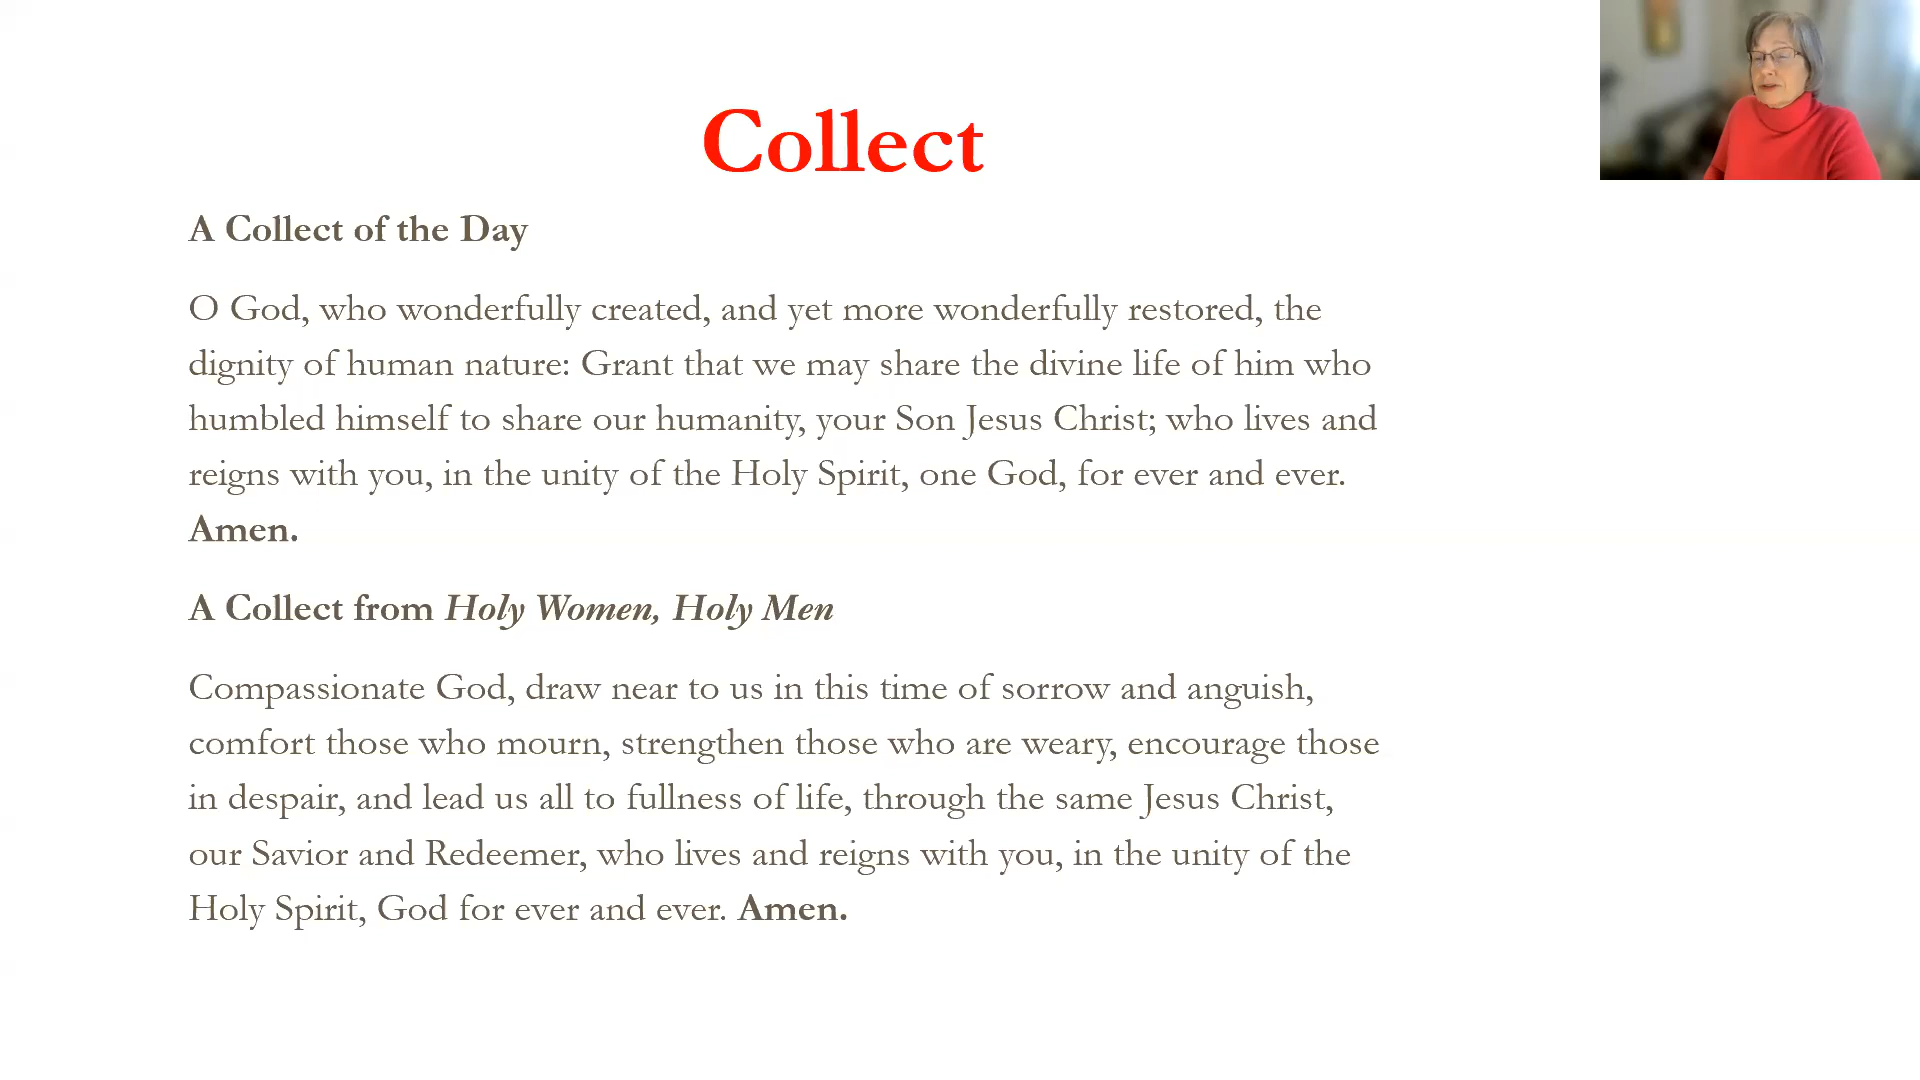 Collect
A Collect of the Day
O God, who wonderfully created, and yet more wonderfully restored, the
dignity of human nature: Grant that we may share the divine life of him who
humbled himself to share our humanity, your Son Jesus Christ; who lives and
reigns with you, in the unity of the Holy Spirit, one God, for ever and ever.
Amen.
A Collect from Holy Women, Holy Men
Compassionate God, draw near to us in this time of sorrow and anguish,
comfort those who mourn, strengthen those who are weary, encourage those
in despair, and lead us all to fullness of life, through the same Jesus Christ,
our Savior and Redeemer, who lives and reigns with you, in the unity of the
Holy Spirit, God for ever and ever. Amen.